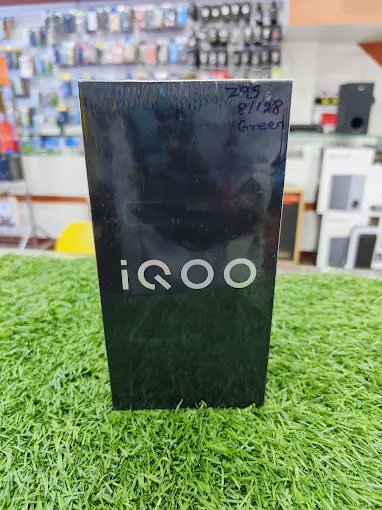 Z9S
8/128
Green
iQOO